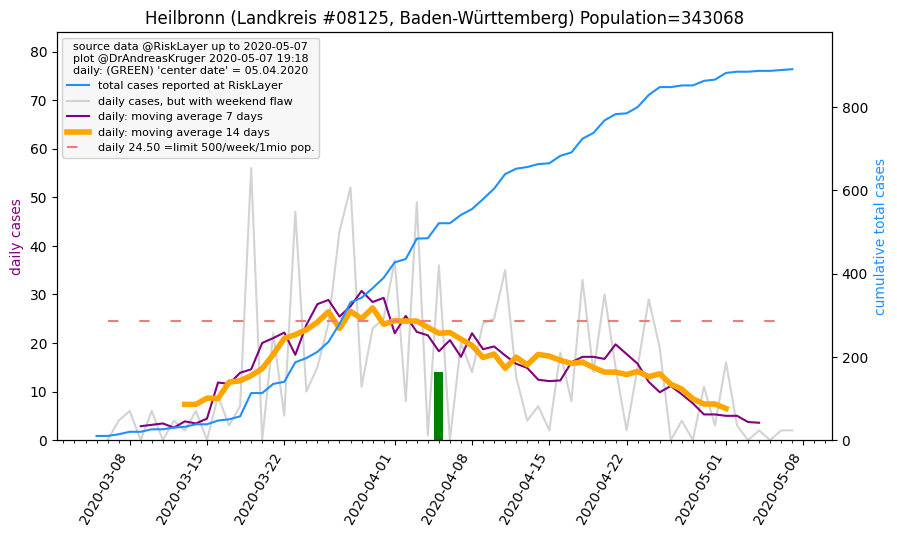 Heilbronn (Landkreis #08125, Baden-Württemberg) Population=343068
source data @RiskLayer up to 2020-05-07
plot @DrAndreasKruger 2020-05-07 19:18
daily: (GREEN) 'center date' = 05.04.2020
total cases reported at RiskLayer
daily cases, but with weekend flaw
daily: moving average 7 days
daily: moving average 14 days
daily 24.50 =limit 500/week/1mio pop.
daily cases
80
70
60
50
40
30
20
10
0
cumulative total cases
800
600
400
200
0
2020-03-08
2020-03-15
2020-03-22
2020-04-01
2020-04-08
2020-04-15
2020-04-22
2020-05-01
2020-05-08